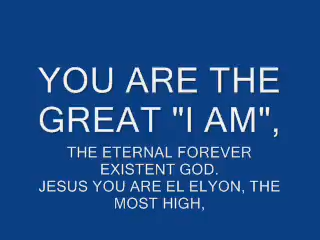 YOU ARE THE
GREAT "I AM",
THE ETERNAL FOREVER
EXISTENT GOD.
JESUS YOU ARE EL ELYON, THE
MOST HIGH,